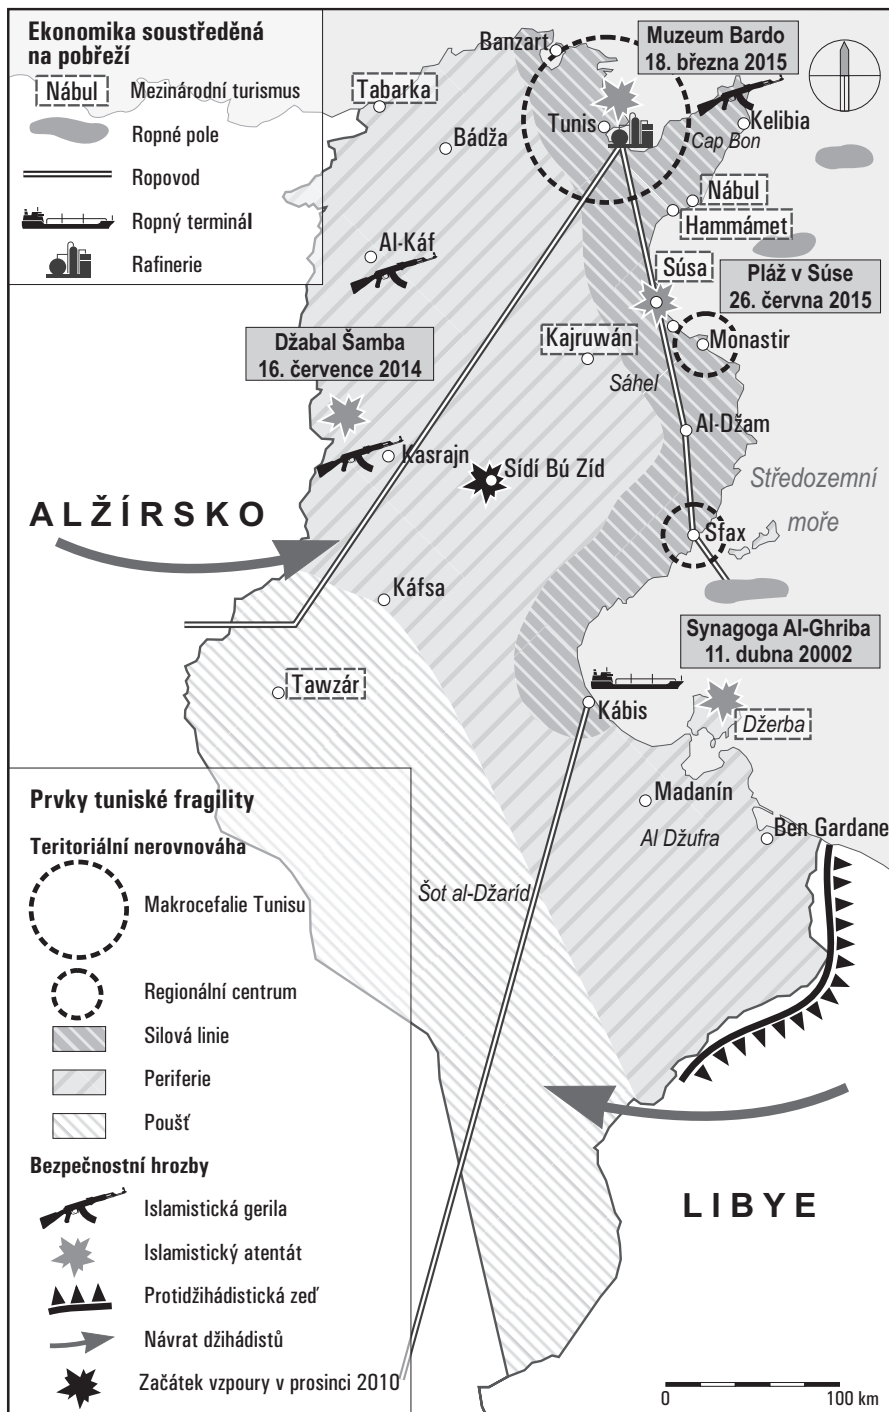 Ekonomika soustředěná
na pobřeží
Nábul
Mezinárodní turismus
Ropné pole
Ropovod
Ropný terminál
Rafinerie
Banzart
Muzeum Bardo
18. března 2015
Tabarka
Tunis
Kelibia
Bádža
Cap Bon
Nábul
Hammámet
Al-Káf
Súsa
Pláž v Súse
26. června 2015
Džabal Šamba
16. července 2014
Kajruwán
Monastir
Sáhel
Al-Džam
Kasrajn
Sídí Bú Zíd
Středozemní
moře
ALŽÍRSKO
Sfax
Káfsa
Synagoga Al-Ghriba
11. dubna 20002
Tawzár
Kábis
Džerba
Madanín
Al Džufra
Ben Gardane
Šot al-Džaríd
Prvky tuniské fragility
Teritoriální nerovnováha
Makrocefalie Tunisu
Regionální centrum
Silová linie
Periferie
Poušť
Bezpečnostní hrozby
Islamistická gerila
Islamistický atentát
Protidžihádistická zeď
Návrat džihádistů
Začátek vzpoury v prosinci 2010
LIBYE
0
100 km